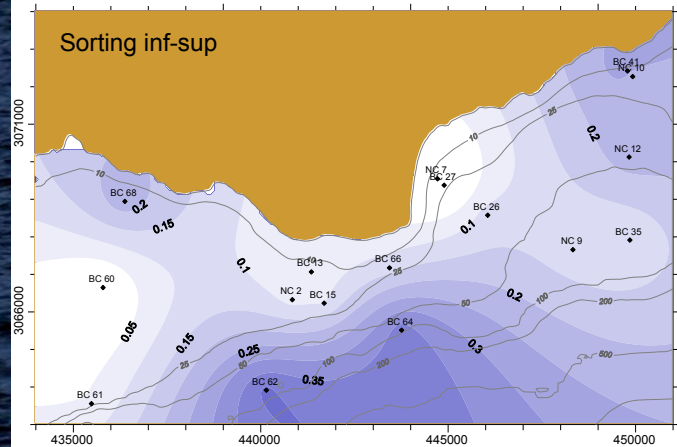 Sorting inf-sup
BC 41
NC 10
25
10
0.2
3071000
NC 12
10
NC 7
BC 27
BC 68
0.2
0.15
BC 26
0.1
BC 35
NC 9
0.1
10
BC 13
BC 66
25
BC 60
NC 2
BC 15
50
0.2
100
200
3066000
0.05
0.15
BC 64
0.25
0.3
25
50
100
200
500
0.35
BC 62
BC 61
435000 440000 445000 450000